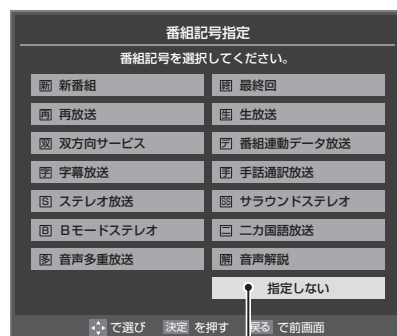 番組記号指定
番組記号を選択してください。
新 新番組
終 最終回
再 再放送
生 生放送
双 双方向サービス
デ 番組連動データ放送
字 字幕放送
手 手話通訳放送
S ステレオ放送
SS サラウンドステレオ
B Bモードステレオ
二 二カ国語放送
多 音声多重放送
解 音声解説
指定しない
で選び 決定 を押す 戻る で前画面